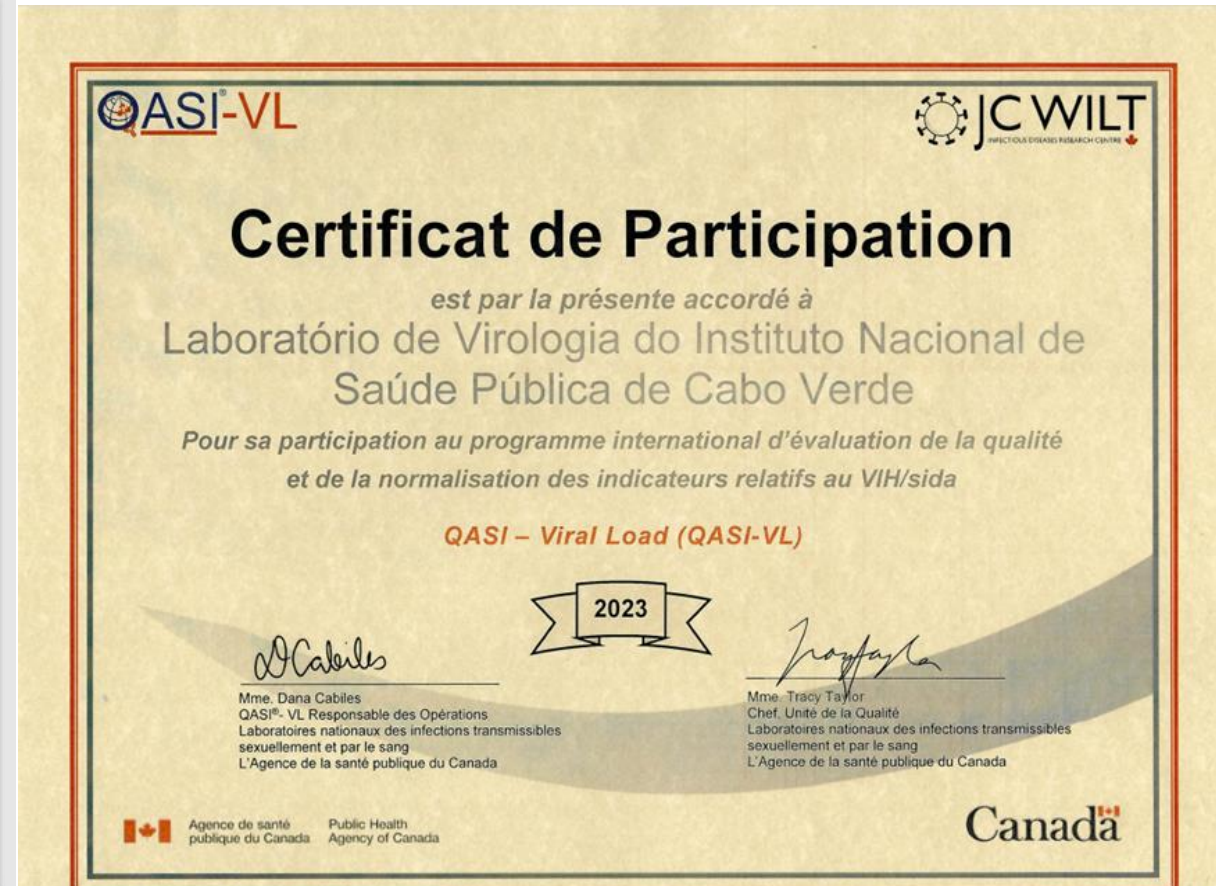 QASI®-VL
JC WILT
INFECTIOUS DISEASES RESEARCH CENTRE
Certificat de Participation
est par la présente accordé à
Laboratório de Virologia do Instituto Nacional de
Saúde Pública de Cabo Verde
Pour sa participation au programme international d'évaluation de la qualité
et de la normalisation des indicateurs relatifs au VIH/sida
QASI – Viral Load (QASI-VL)
2023
DCabiles
Mme. Dana Cabiles
QASI®- VL Responsable des Opérations
Laboratoires nationaux des infections transmissibles
sexuellement et par le sang
L'Agence de la santé publique du Canada
Mme. Tracy Taylor
Chef, Unité de la Qualité
Laboratoires nationaux des infections transmissibles
sexuellement et par le sang
L'Agence de la santé publique du Canada
Agence de santé
publique du Canada
Public Health
Agency of Canada
Canada